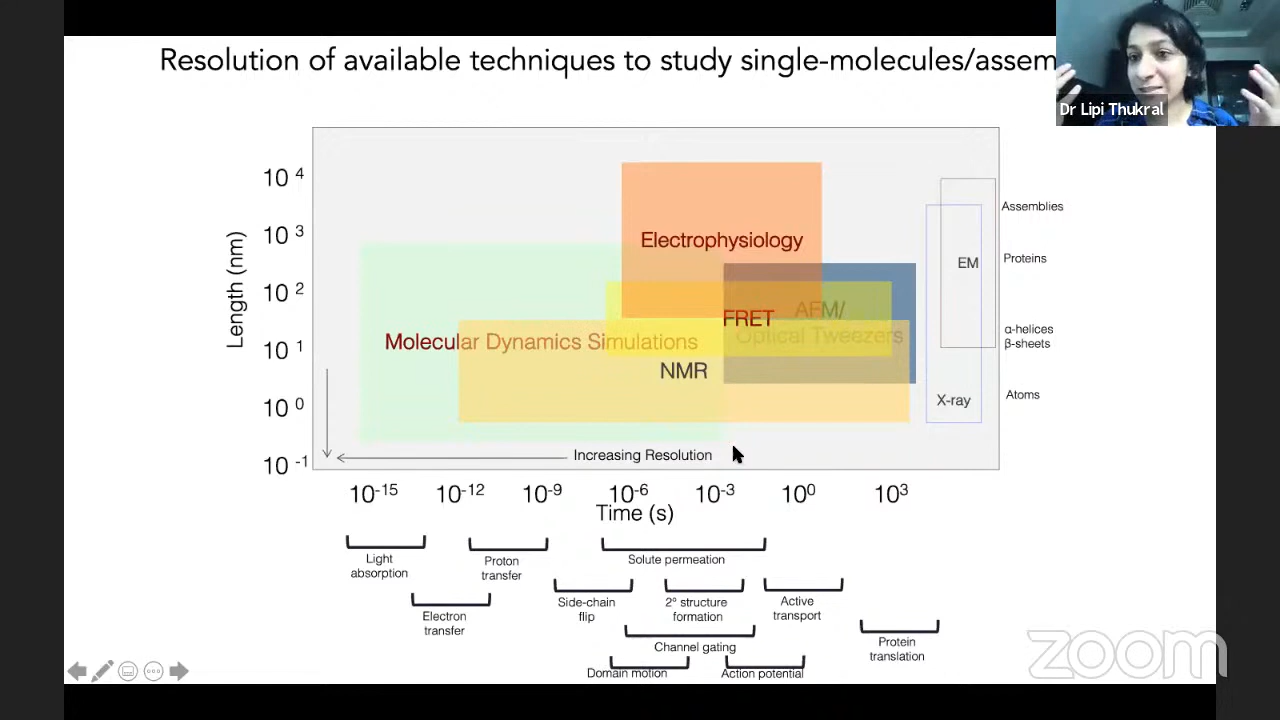 Resolution of available techniques to study single-molecules/assem
Dr Lipi Thukral
Length (nm)
10 4
10 3
10 2
10 1
10 0
10 -1
Electrophysiology
FRET
AFM/
Optical Tweezers
Molecular Dynamics Simulations
NMR
EM
X-ray
Assemblies
Proteins
α-helices
β-sheets
Atoms
Increasing Resolution
10-15 10-12 10-9 10-6 10-3 100 103
Time (s)
Light
absorption
Proton
transfer
Solute permeation
Electron
transfer
Side-chain
flip
2° structure
formation
Active
transport
Channel gating
Protein
translation
Domain motion
Action potential
zoom